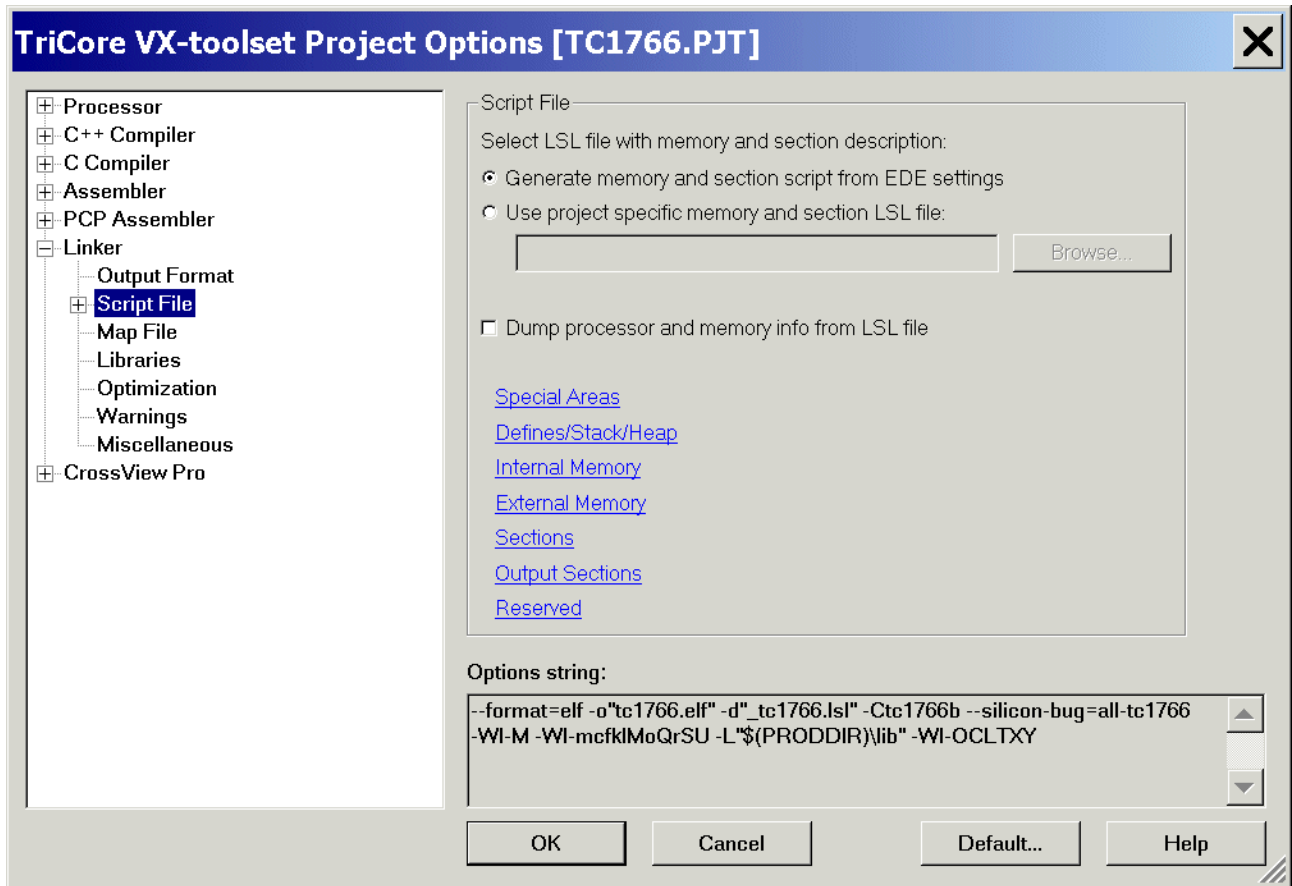 TriCore VX-toolset Project Options [TC1766.PJT]
Processor
C++ Compiler
C Compiler
Assembler
PCP Assembler
Linker
Output Format
Script File
Map File
Libraries
Optimization
Warnings
Miscellaneous
CrossView Pro
Script File
Select LSL file with memory and section description:
Generate memory and section script from EDE settings
Use project specific memory and section LSL file:
Browse...
Dump processor and memory info from LSL file
Special Areas
Defines/Stack/Heap
Internal Memory
External Memory
Sections
Output Sections
Reserved
Options string:
--format=elf -o"tc1766.elf" -d"_tc1766.lsl" -Ctc1766b --silicon-bug=all-tc1766
-Wl-M -Wl-mcfklMoQrSU -L"$(PRODDIR)\lib" -Wl-OCLTXY
OK
Cancel
Default...
Help